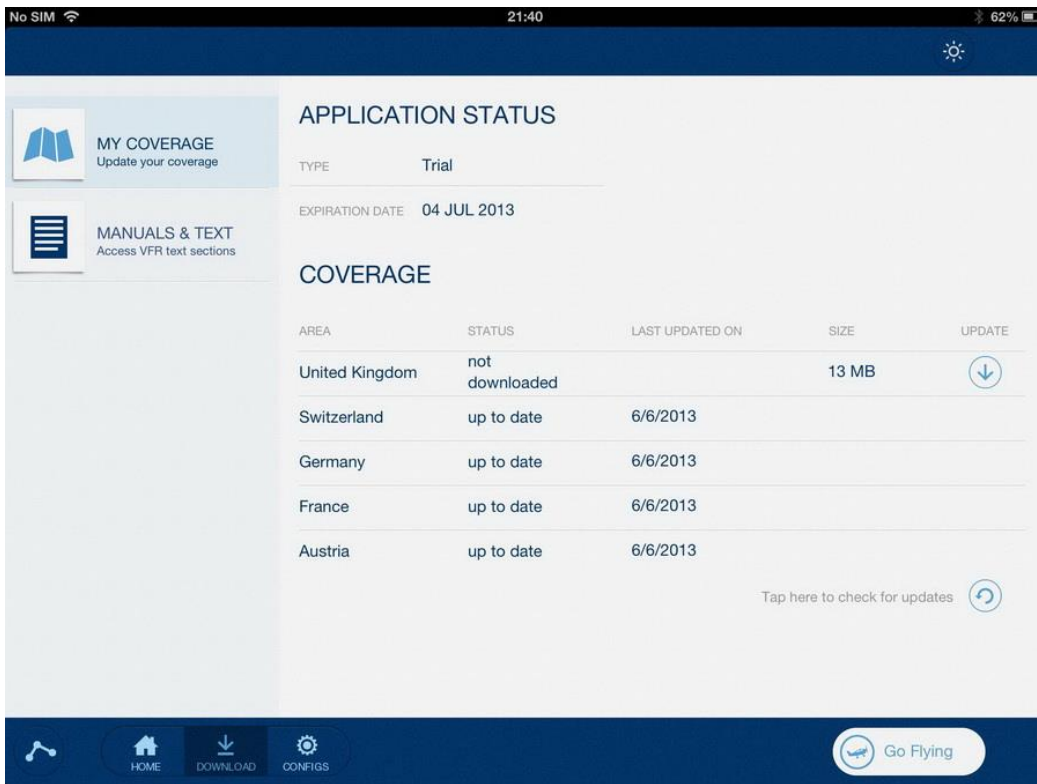 No SIM 21:40 62%
MY COVERAGE
Update your coverage
MANUALS & TEXT
Access VFR text sections
APPLICATION STATUS
TYPE Trial
EXPIRATION DATE 04 JUL 2013
COVERAGE
AREA STATUS LAST UPDATED ON SIZE UPDATE
United Kingdom not downloaded 13 MB
Switzerland up to date 6/6/2013
Germany up to date 6/6/2013
France up to date 6/6/2013
Austria up to date 6/6/2013
Tap here to check for updates
HOME DOWNLOAD CONFIGS Go Flying